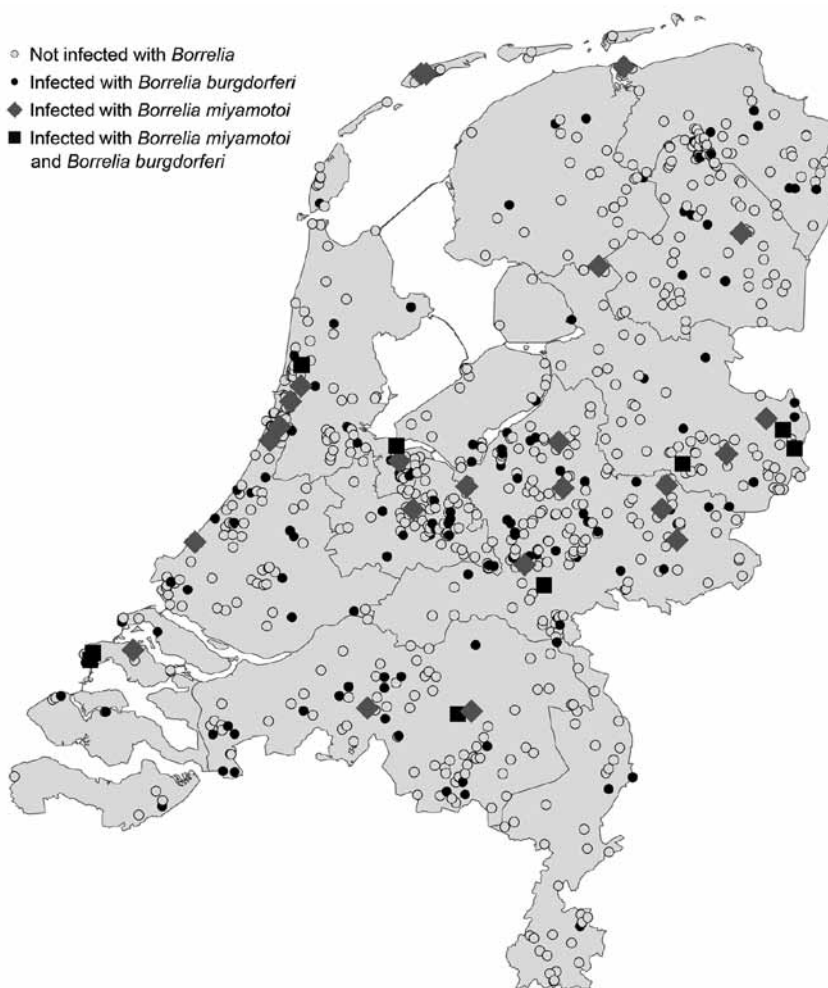 Not infected with Borrelia
Infected with Borrelia burgdorferi
Infected with Borrelia miyamotoi
Infected with Borrelia miyamotoi
and Borrelia burgdorferi